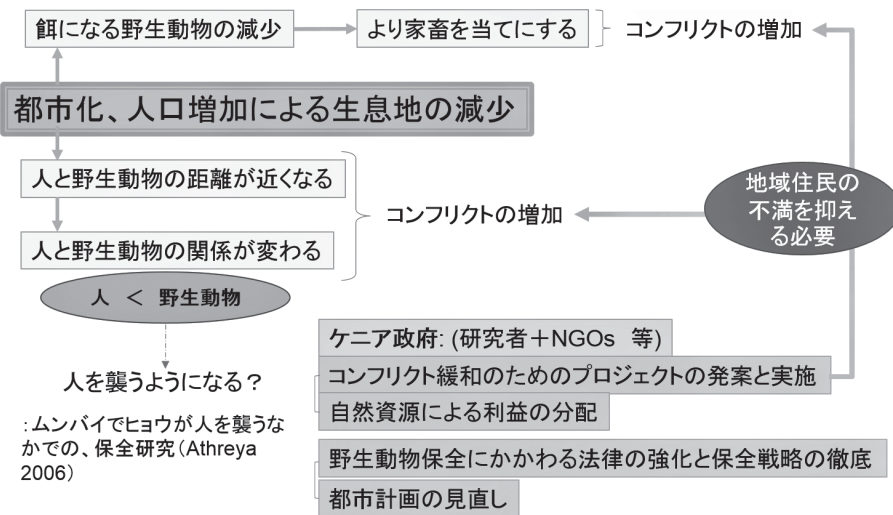 餌になる野生動物の減少
より家畜を当てにする
コンフリクトの増加
都市化、人口増加による生息地の減少
人と野生動物の距離が近くなる
人と野生動物の関係が変わる
コンフリクトの増加
地域住民の
不満を抑え
る必要
人 < 野生動物
人を襲うようになる?
:ムンバイでヒョウが人を襲うな
かでの、保全研究(Athreya
2006)
ケニア政府: (研究者+NGOs 等)
コンフリクト緩和のためのプロジェクトの発案と実施
自然資源による利益の分配
野生動物保全にかかわる法律の強化と保全戦略の徹底
都市計画の見直し